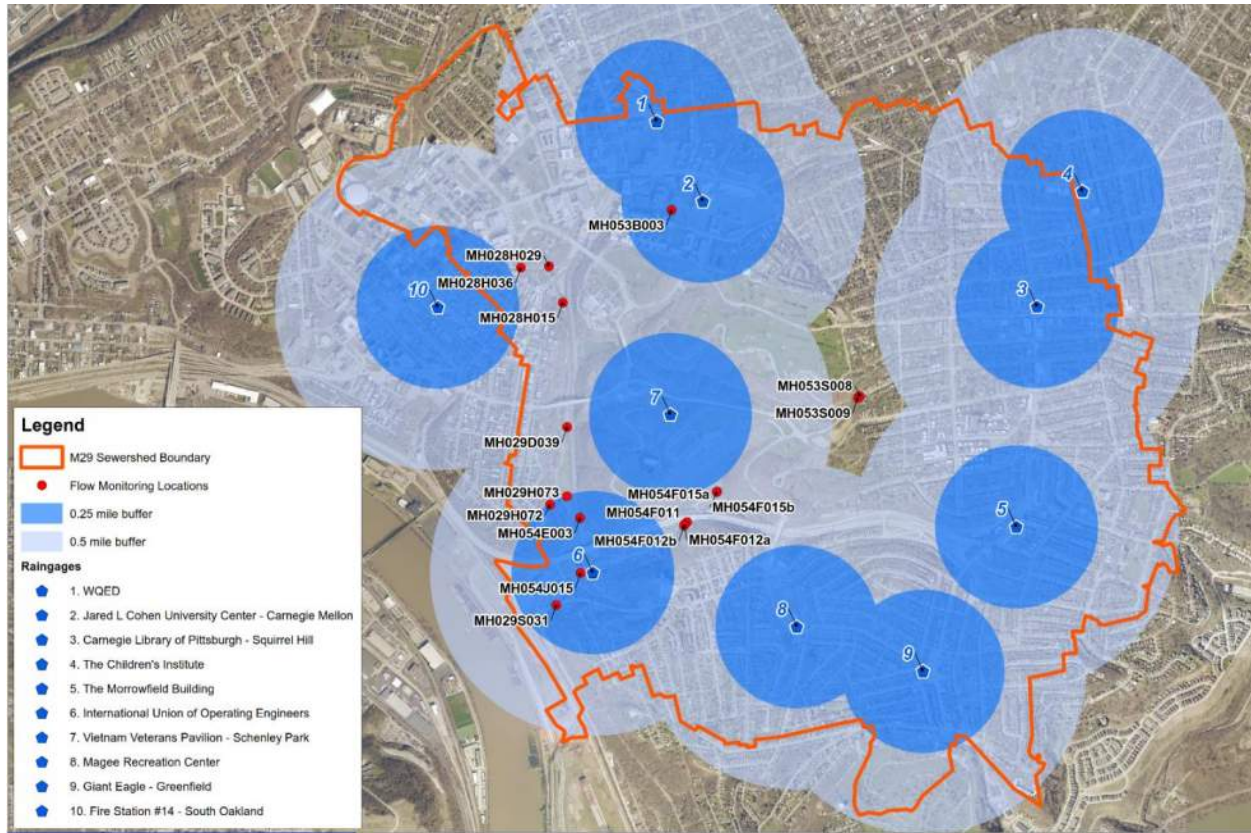 1
4
2
MH053B003
MH028H029
MH028H036
10
3
MH028H015
7
MH053S008
MH053S009
MH029D039
MH029H073
MH054F015a
MH029H072
MH054F011
MH054F015b
MH054E003
5
MH054F012b
MH054F012a
6
MH054J015
MH029S031
8
9
Legend
M29 Sewershed Boundary
Flow Monitoring Locations
0.25 mile buffer
0.5 mile buffer
Raingages
1. WQED
2. Jared L Cohen University Center - Carnegie Mellon
3. Carnegie Library of Pittsburgh - Squirrel Hill
4. The Children's Institute
5. The Morrowfield Building
6. International Union of Operating Engineers
7. Vietnam Veterans Pavilion - Schenley Park
8. Magee Recreation Center
9. Giant Eagle - Greenfield
10. Fire Station #14 - South Oakland